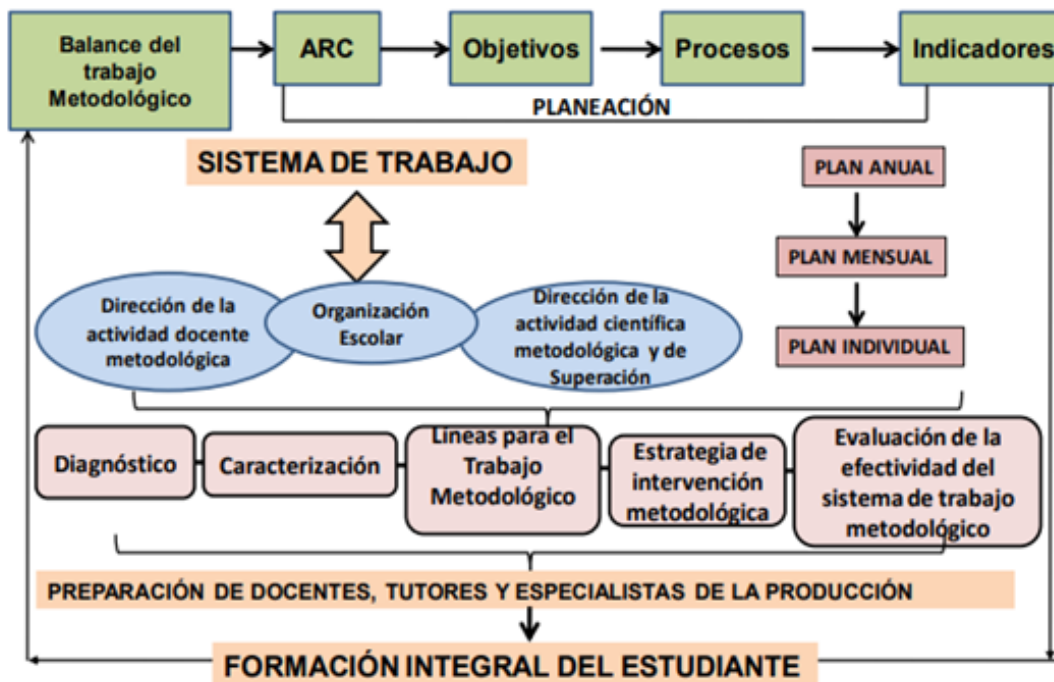 Balance del
trabajo
Metodológico
ARC
Objetivos
Procesos
Indicadores
PLANEACIÓN
SISTEMA DE TRABAJO
PLAN ANUAL
PLAN MENSUAL
PLAN INDIVIDUAL
Dirección de la
actividad docente
metodológica
Organización
Escolar
Dirección de la
actividad científica
metodológica y de
Superación
Diagnóstico
Caracterización
Líneas para el
Trabajo
Metodológico
Estrategia de
intervención
metodológica
Evaluación de la
efectividad del
sistema de trabajo
metodológico
PREPARACIÓN DE DOCENTES, TUTORES Y ESPECIALISTAS DE LA PRODUCCIÓN
FORMACIÓN INTEGRAL DEL ESTUDIANTE